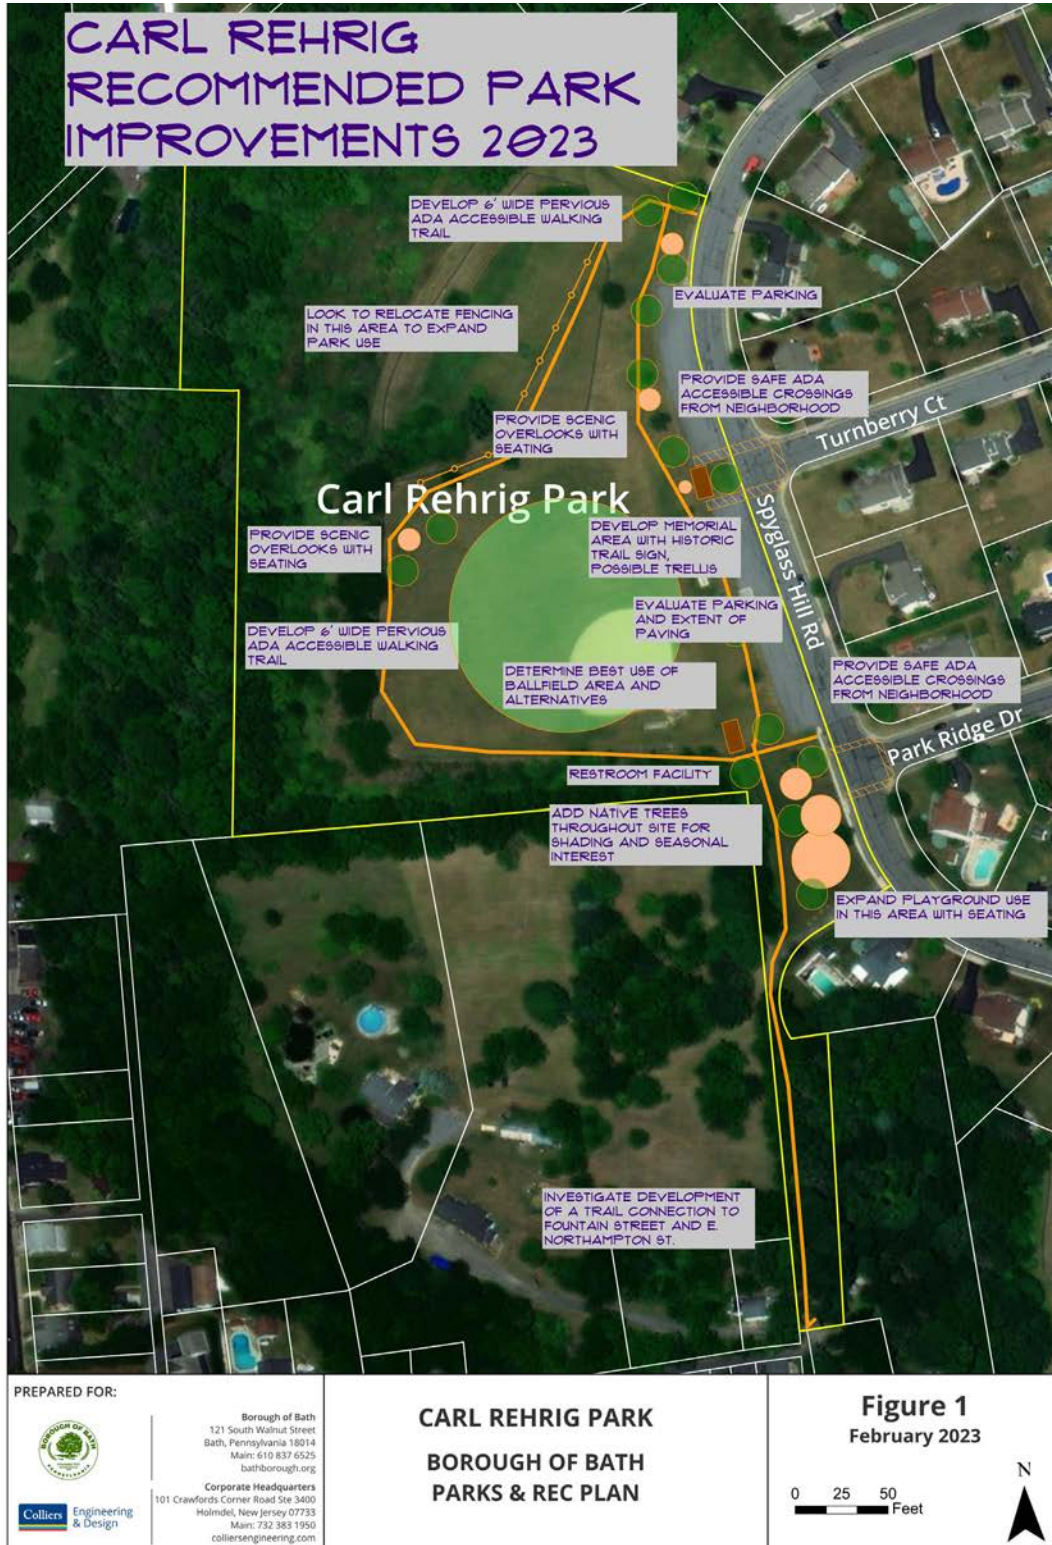 CARL REHRIG
RECOMMENDED PARK
IMPROVEMENTS 2023
DEVELOP 6' WIDE PERVIOUS
ADA ACCESSIBLE WALKING
TRAIL
EVALUATE PARKING
LOOK TO RELOCATE FENCING
IN THIS AREA TO EXPAND
PARK USE
PROVIDE SAFE ADA
ACCESSIBLE CROSSINGS
FROM NEIGHBORHOOD
Turnberry Ct
PROVIDE SCENIC
OVERLOOKS WITH
SEATING
Carl Rehrig Park
Spyglass Hill Rd
PROVIDE SCENIC
OVERLOOKS WITH
SEATING
DEVELOP MEMORIAL
AREA WITH HISTORIC
TRAIL SIGN,
POSSIBLE TRELLIS
EVALUATE PARKING
AND EXTENT OF
PAVING
DEVELOP 6' WIDE PERVIOUS
ADA ACCESSIBLE WALKING
TRAIL
DETERMINE BEST USE OF
BALLFIELD AREA AND
ALTERNATIVES
PROVIDE SAFE ADA
ACCESSIBLE CROSSINGS
FROM NEIGHBORHOOD
Park Ridge Dr
RESTROOM FACILITY
ADD NATIVE TREES
THROUGHOUT SITE FOR
SHADING AND SEASONAL
INTEREST
EXPAND PLAYGROUND USE
IN THIS AREA WITH SEATING
INVESTIGATE DEVELOPMENT
OF A TRAIL CONNECTION TO
FOUNTAIN STREET AND E.
NORTHAMPTON ST.
PREPARED FOR:
BOROUGH OF BATH
PENNSYLVANIA
Borough of Bath
121 South Walnut Street
Bath, Pennsylvania 18014
Main: 610 837 6525
bathborough.org
Colliers
Engineering
& Design
Corporate Headquarters
101 Crawfords Corner Road Ste 3400
Holmdel, New Jersey 07733
Main: 732 383 1950
colliersengineering.com
CARL REHRIG PARK
BOROUGH OF BATH
PARKS & REC PLAN
Figure 1
February 2023
0 25 50
Feet
N